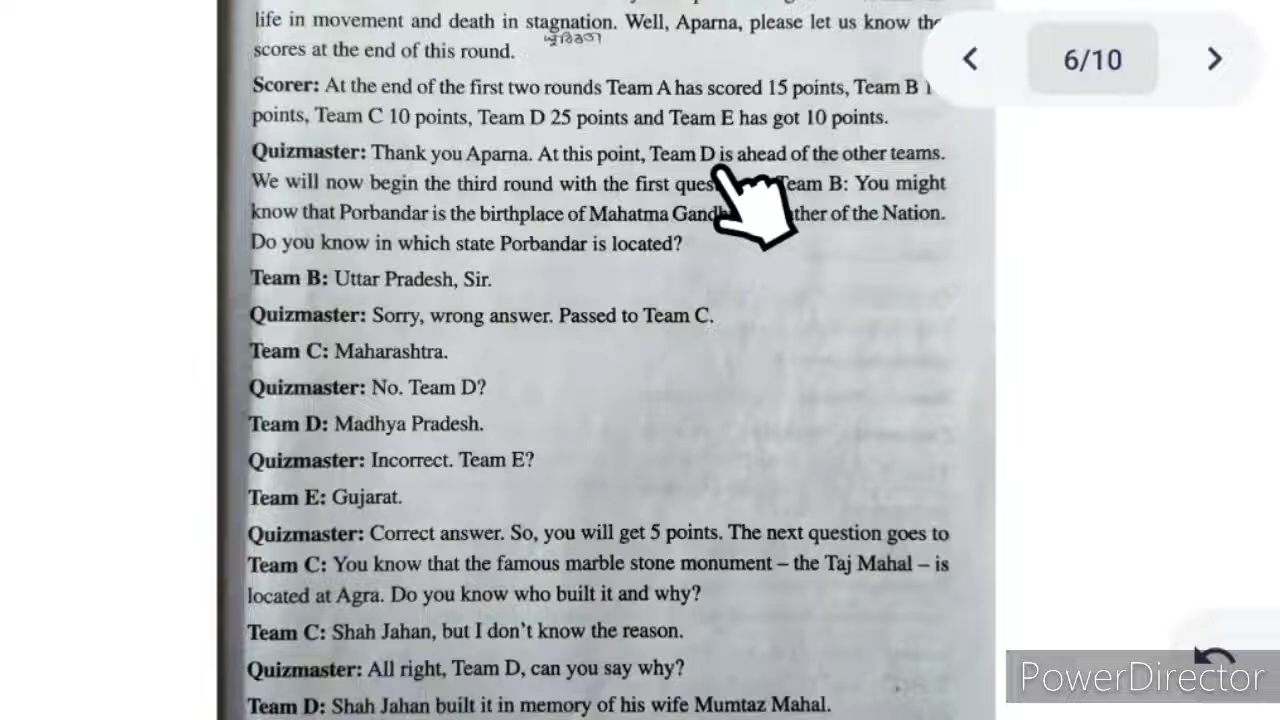 life in movement and death in stagnation. Well, Aparna, please let us know the
স্থবিরতা
scores at the end of this round.
Scorer: At the end of the first two rounds Team A has scored 15 points, Team B
points, Team C 10 points, Team D 25 points and Team E has got 10 points.
Quizmaster: Thank you Aparna. At this point, Team D is ahead of the other teams.
We will now begin the third round with the first Team B: You might
know that Porbandar is the birthplace of Mahatma of the Nation.
Do you know in which state Porbandar is located?
Team B: Uttar Pradesh, Sir.
Quizmaster: Sorry, wrong answer. Passed to Team C.
Team C: Maharashtra.
Quizmaster: No. Team D?
Team D: Madhya Pradesh.
Quizmaster: Incorrect. Team E?
Team E: Gujarat.
Quizmaster: Correct answer. So, you will get 5 points. The next question goes to
Team C: You know that the famous marble stone monument – the Taj Mahal – is
located at Agra. Do you know who built it and why?
Team C: Shah Jahan, but I don't know the reason.
Quizmaster: All right, Team D, can you say why?
Team D: Shah Jahan built it in memory of his wife Mumtaz Mahal.
6/10
PowerDirector